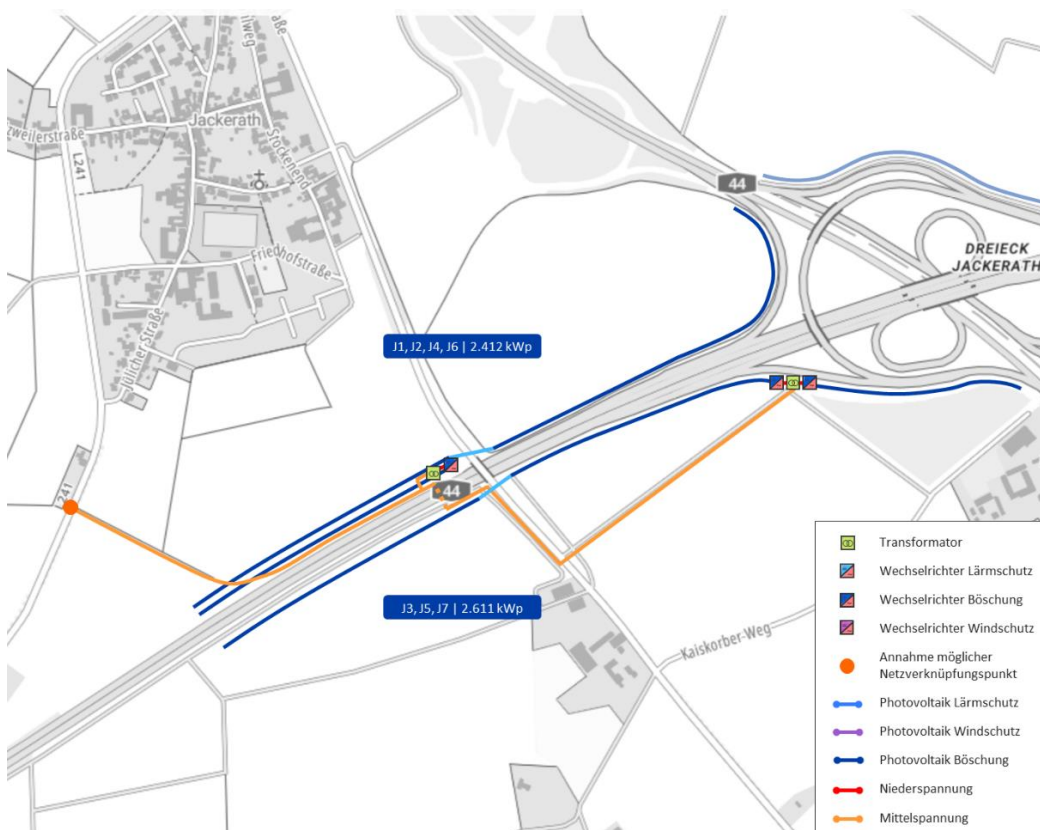 Jackerath
L241
Stockenend
Friedhofstraße
Jülicher Straße
44
DREIECK
JACKERATH
J1, J2, J4, J6 | 2.412 kWp
44
241
J3, J5, J7 | 2.611 kWp
Kaiskorber-Weg
Transformator
Wechselrichter Lärmschutz
Wechselrichter Böschung
Wechselrichter Windschutz
Annahme möglicher
Netzverknüpfungspunkt
Photovoltaik Lärmschutz
Photovoltaik Windschutz
Photovoltaik Böschung
Niederspannung
Mittelspannung